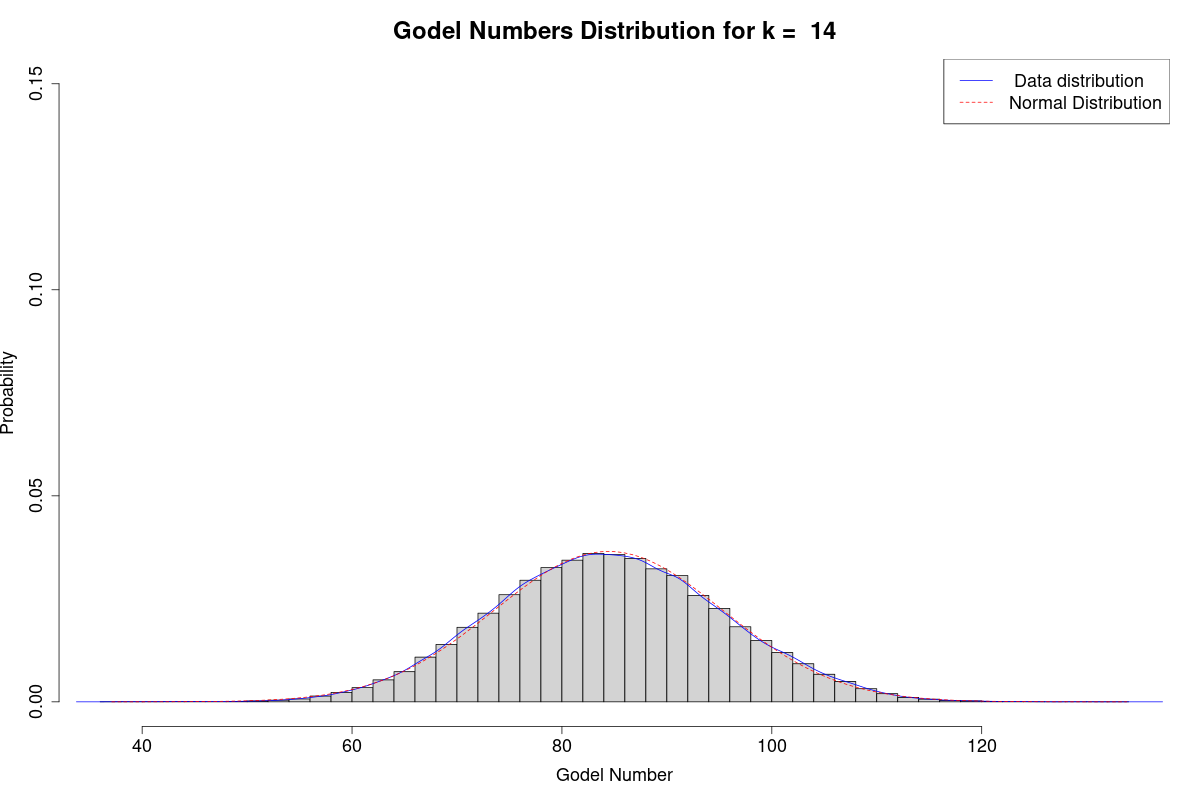 Godel Numbers Distribution for k =  14
Data distribution
Normal Distribution
0.15
0.10
0.05
0.00
Probability
40 60 80 100 120
Godel Number